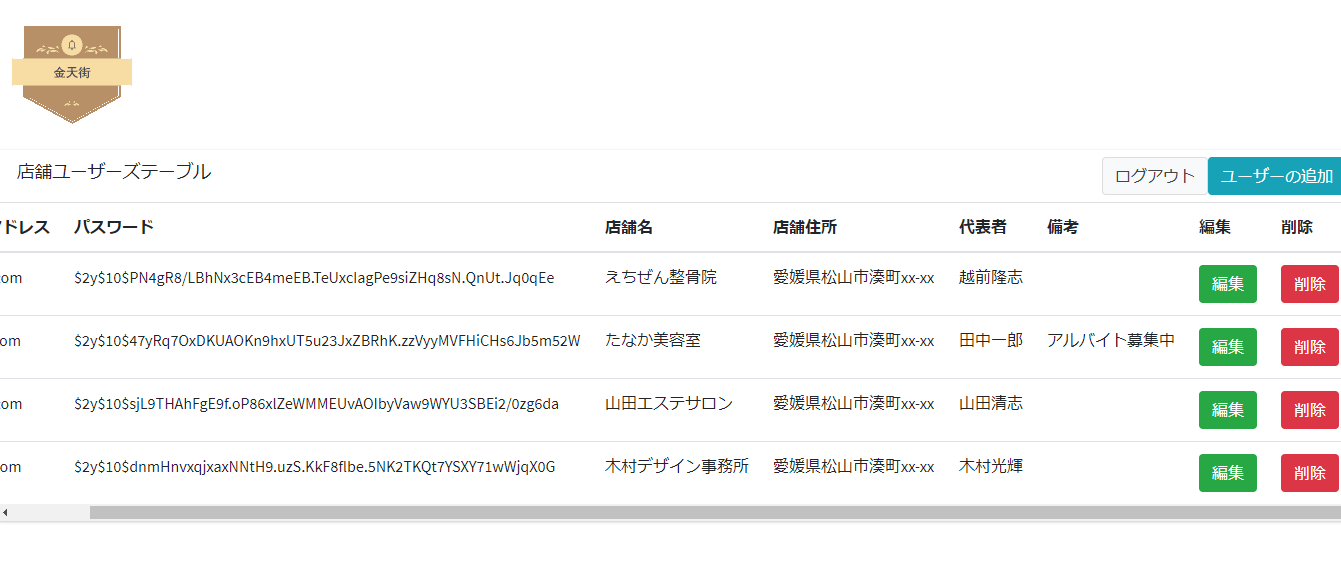 金天街
店舗ユーザーズテーブル
ログアウト ユーザーの追加
ドレス パスワード 店舗名 店舗住所 代表者 備考 編集 削除
com $2y$10$PN4gR8/LBhNx3cEB4meEB.TeUxcIagPe9siZHq8sN.QnUt.Jq0qEe えちぜん整骨院 愛媛県松山市湊町xx-xx 越前隆志 編集 削除
om $2y$10$47yRq7OxDKUAOKn9hxUT5u23JxZBRhK.zzVyyMVFHiCHs6Jb5m52W たなか美容室 愛媛県松山市湊町xx-xx 田中一郎 アルバイト募集中 編集 削除
com $2y$10$sjL9THAhFgE9f.oP86xlZeWMMEUvAOIbyVaw9WYU3SBEi2/0zg6da 山田エステサロン 愛媛県松山市湊町xx-xx 山田清志 編集 削除
om $2y$10$dnmHnvxqjxaxNNtH9.uzS.KkF8flbe.5NK2TKQt7YSXY71wWjqX0G 木村デザイン事務所 愛媛県松山市湊町xx-xx 木村光輝 編集 削除